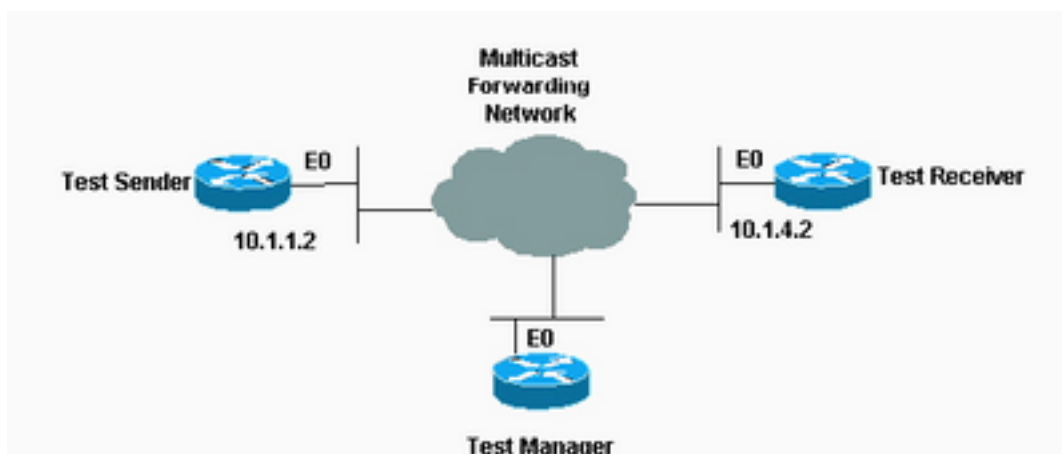 Multicast
Forwarding
Network
E0
Test Sender
10.1.1.2
E0
Test Receiver
10.1.4.2
E0
Test Manager